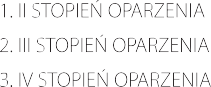 1. II STOPIEŃ OPARZENIA
2. III STOPIEŃ OPARZENIA
3. IV STOPIEŃ OPARZENIA